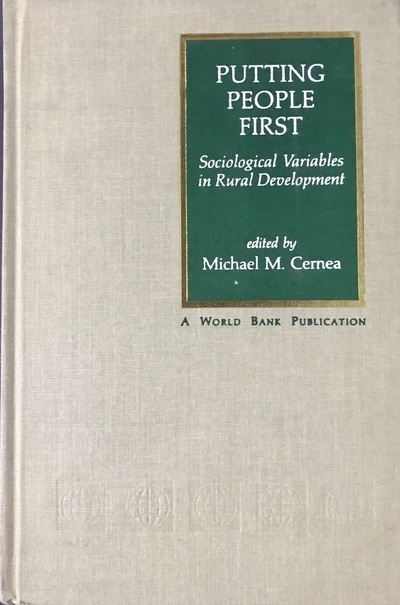 PUTTING
PEOPLE
FIRST
Sociological Variables
in Rural Development
edited by
Michael M. Cernea
A WORLD BANK PUBLICATION